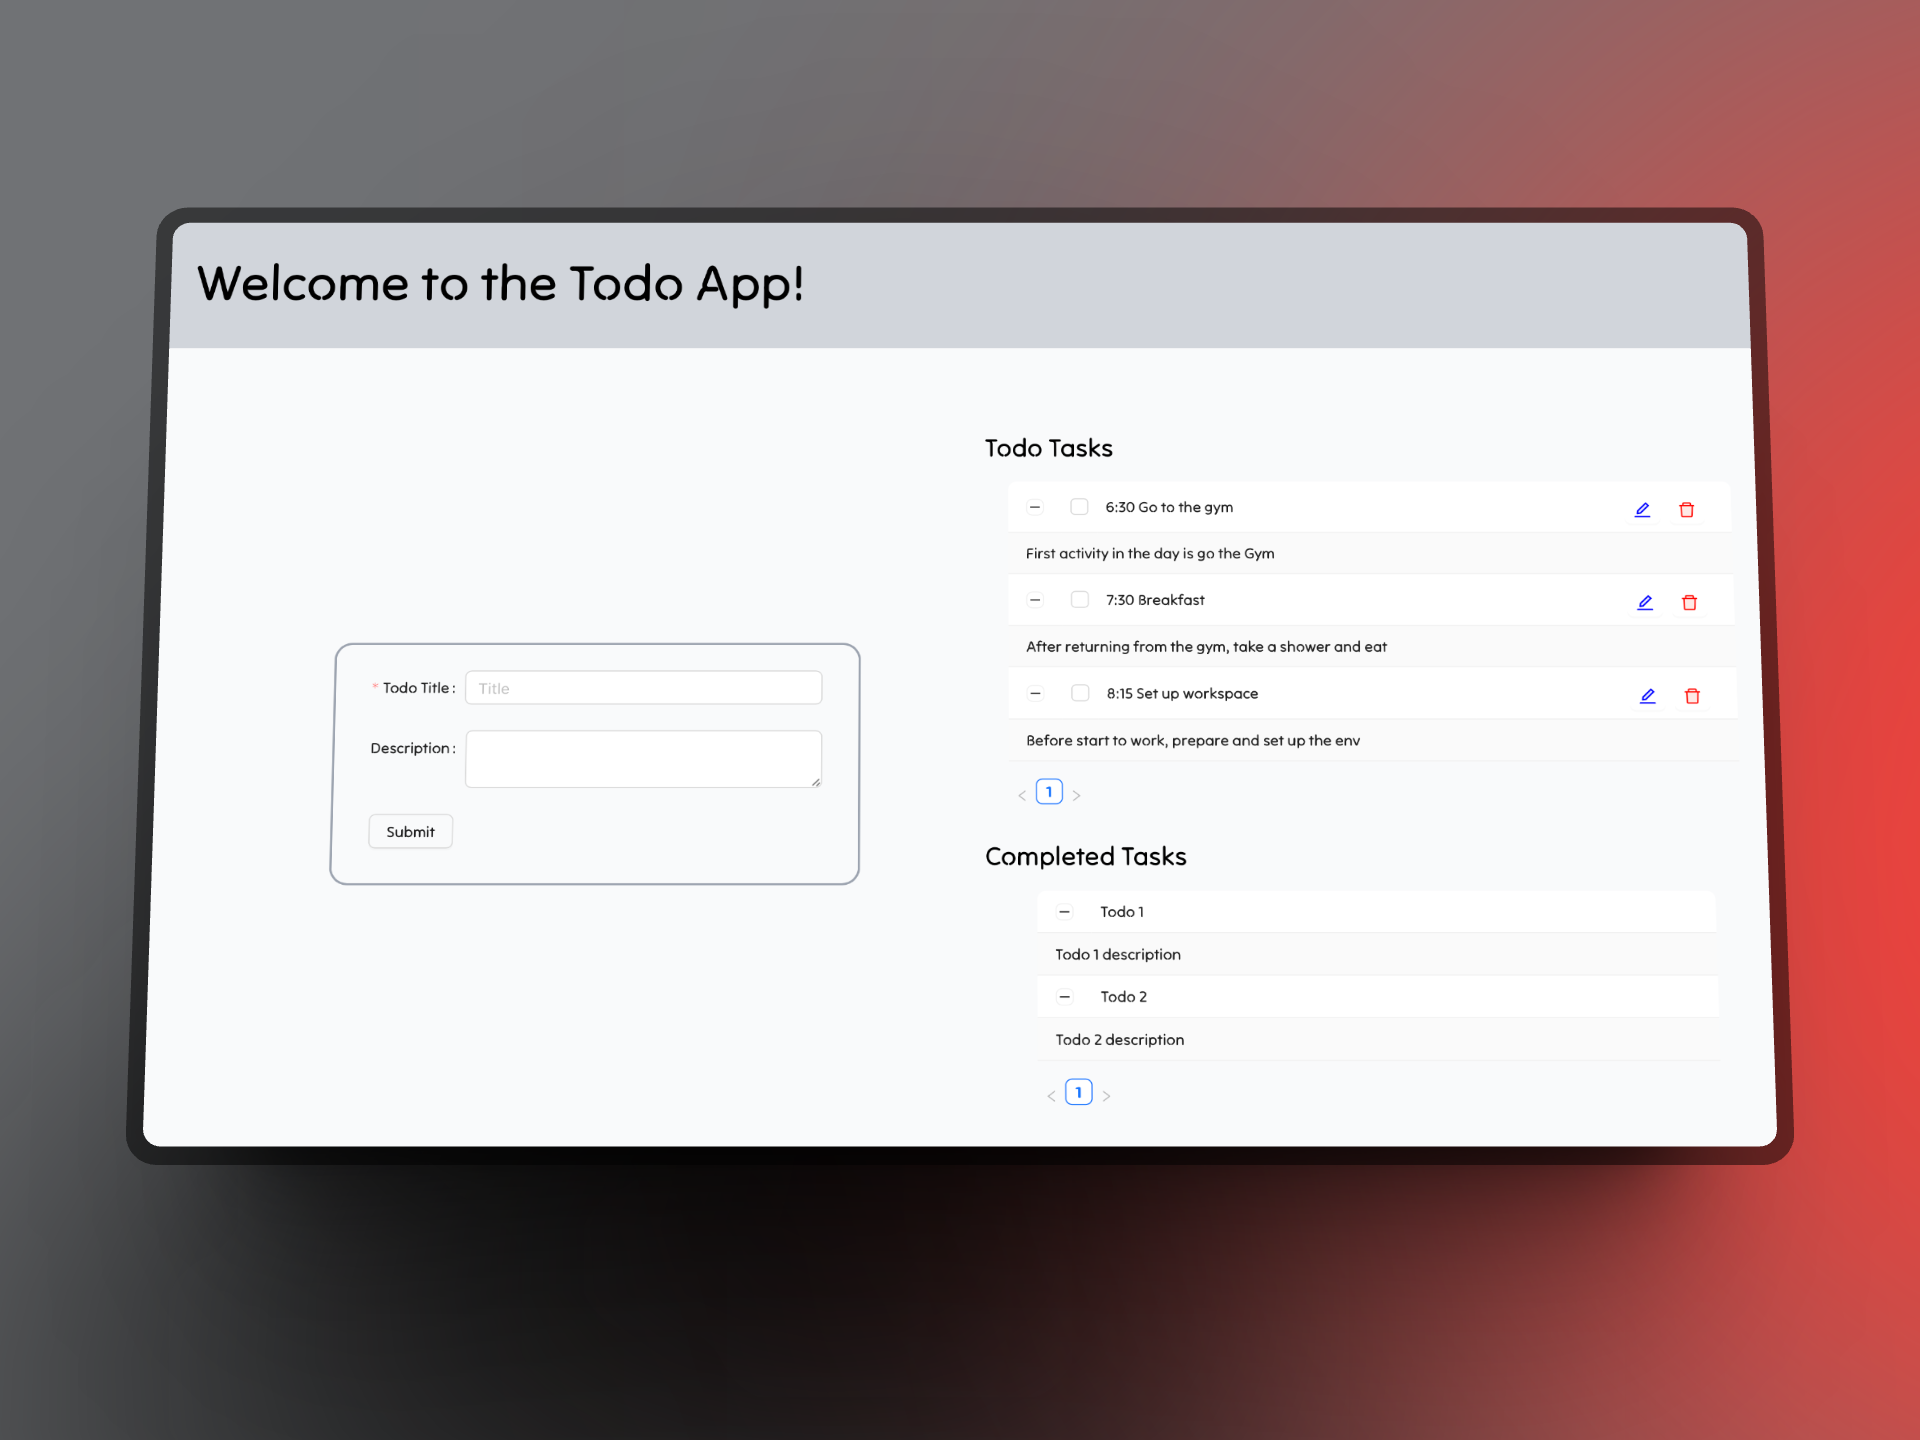 Welcome to the Todo App!
* Todo Title :
Title
Description :
Submit
Todo Tasks
6:30 Go to the gym
First activity in the day is go the Gym
7:30 Breakfast
After returning from the gym, take a shower and eat
8:15 Set up workspace
Before start to work, prepare and set up the env
< 1 >
Completed Tasks
Todo 1
Todo 1 description
Todo 2
Todo 2 description
< 1 >